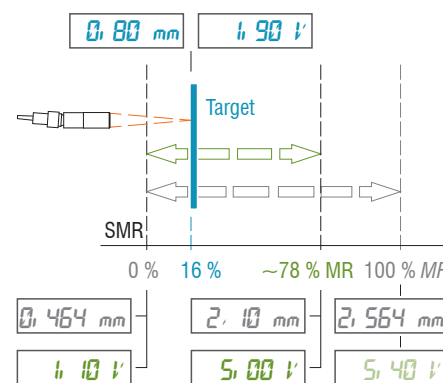 0,80 mm 1,90 V
Target
SMR
0 % 16 % ~78 % MR 100 % MR
0,464 mm 2,10 mm 2,564 mm
1,10 V 5,00 V 5,40 V